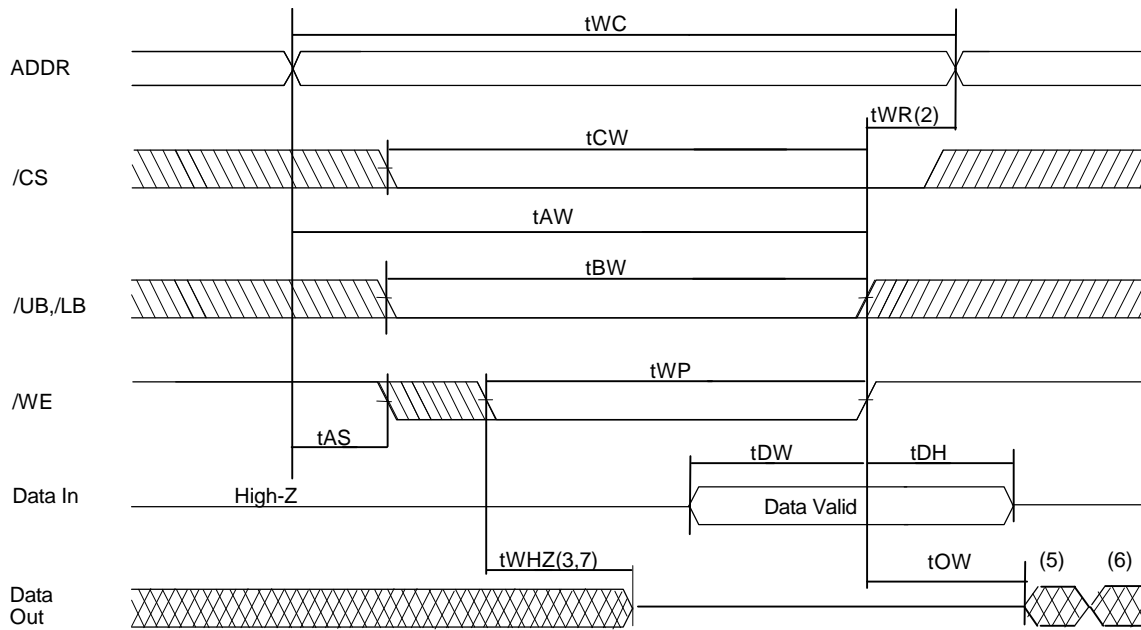 tWC
ADDR
tWR(2)
tCW
/CS
tAW
tBW
/UB,/LB
tWP
/WE
tAS
tDW
tDH
Data In
High-Z
Data Valid
tWHZ(3,7)
tOW
(5)
(6)
Data
Out